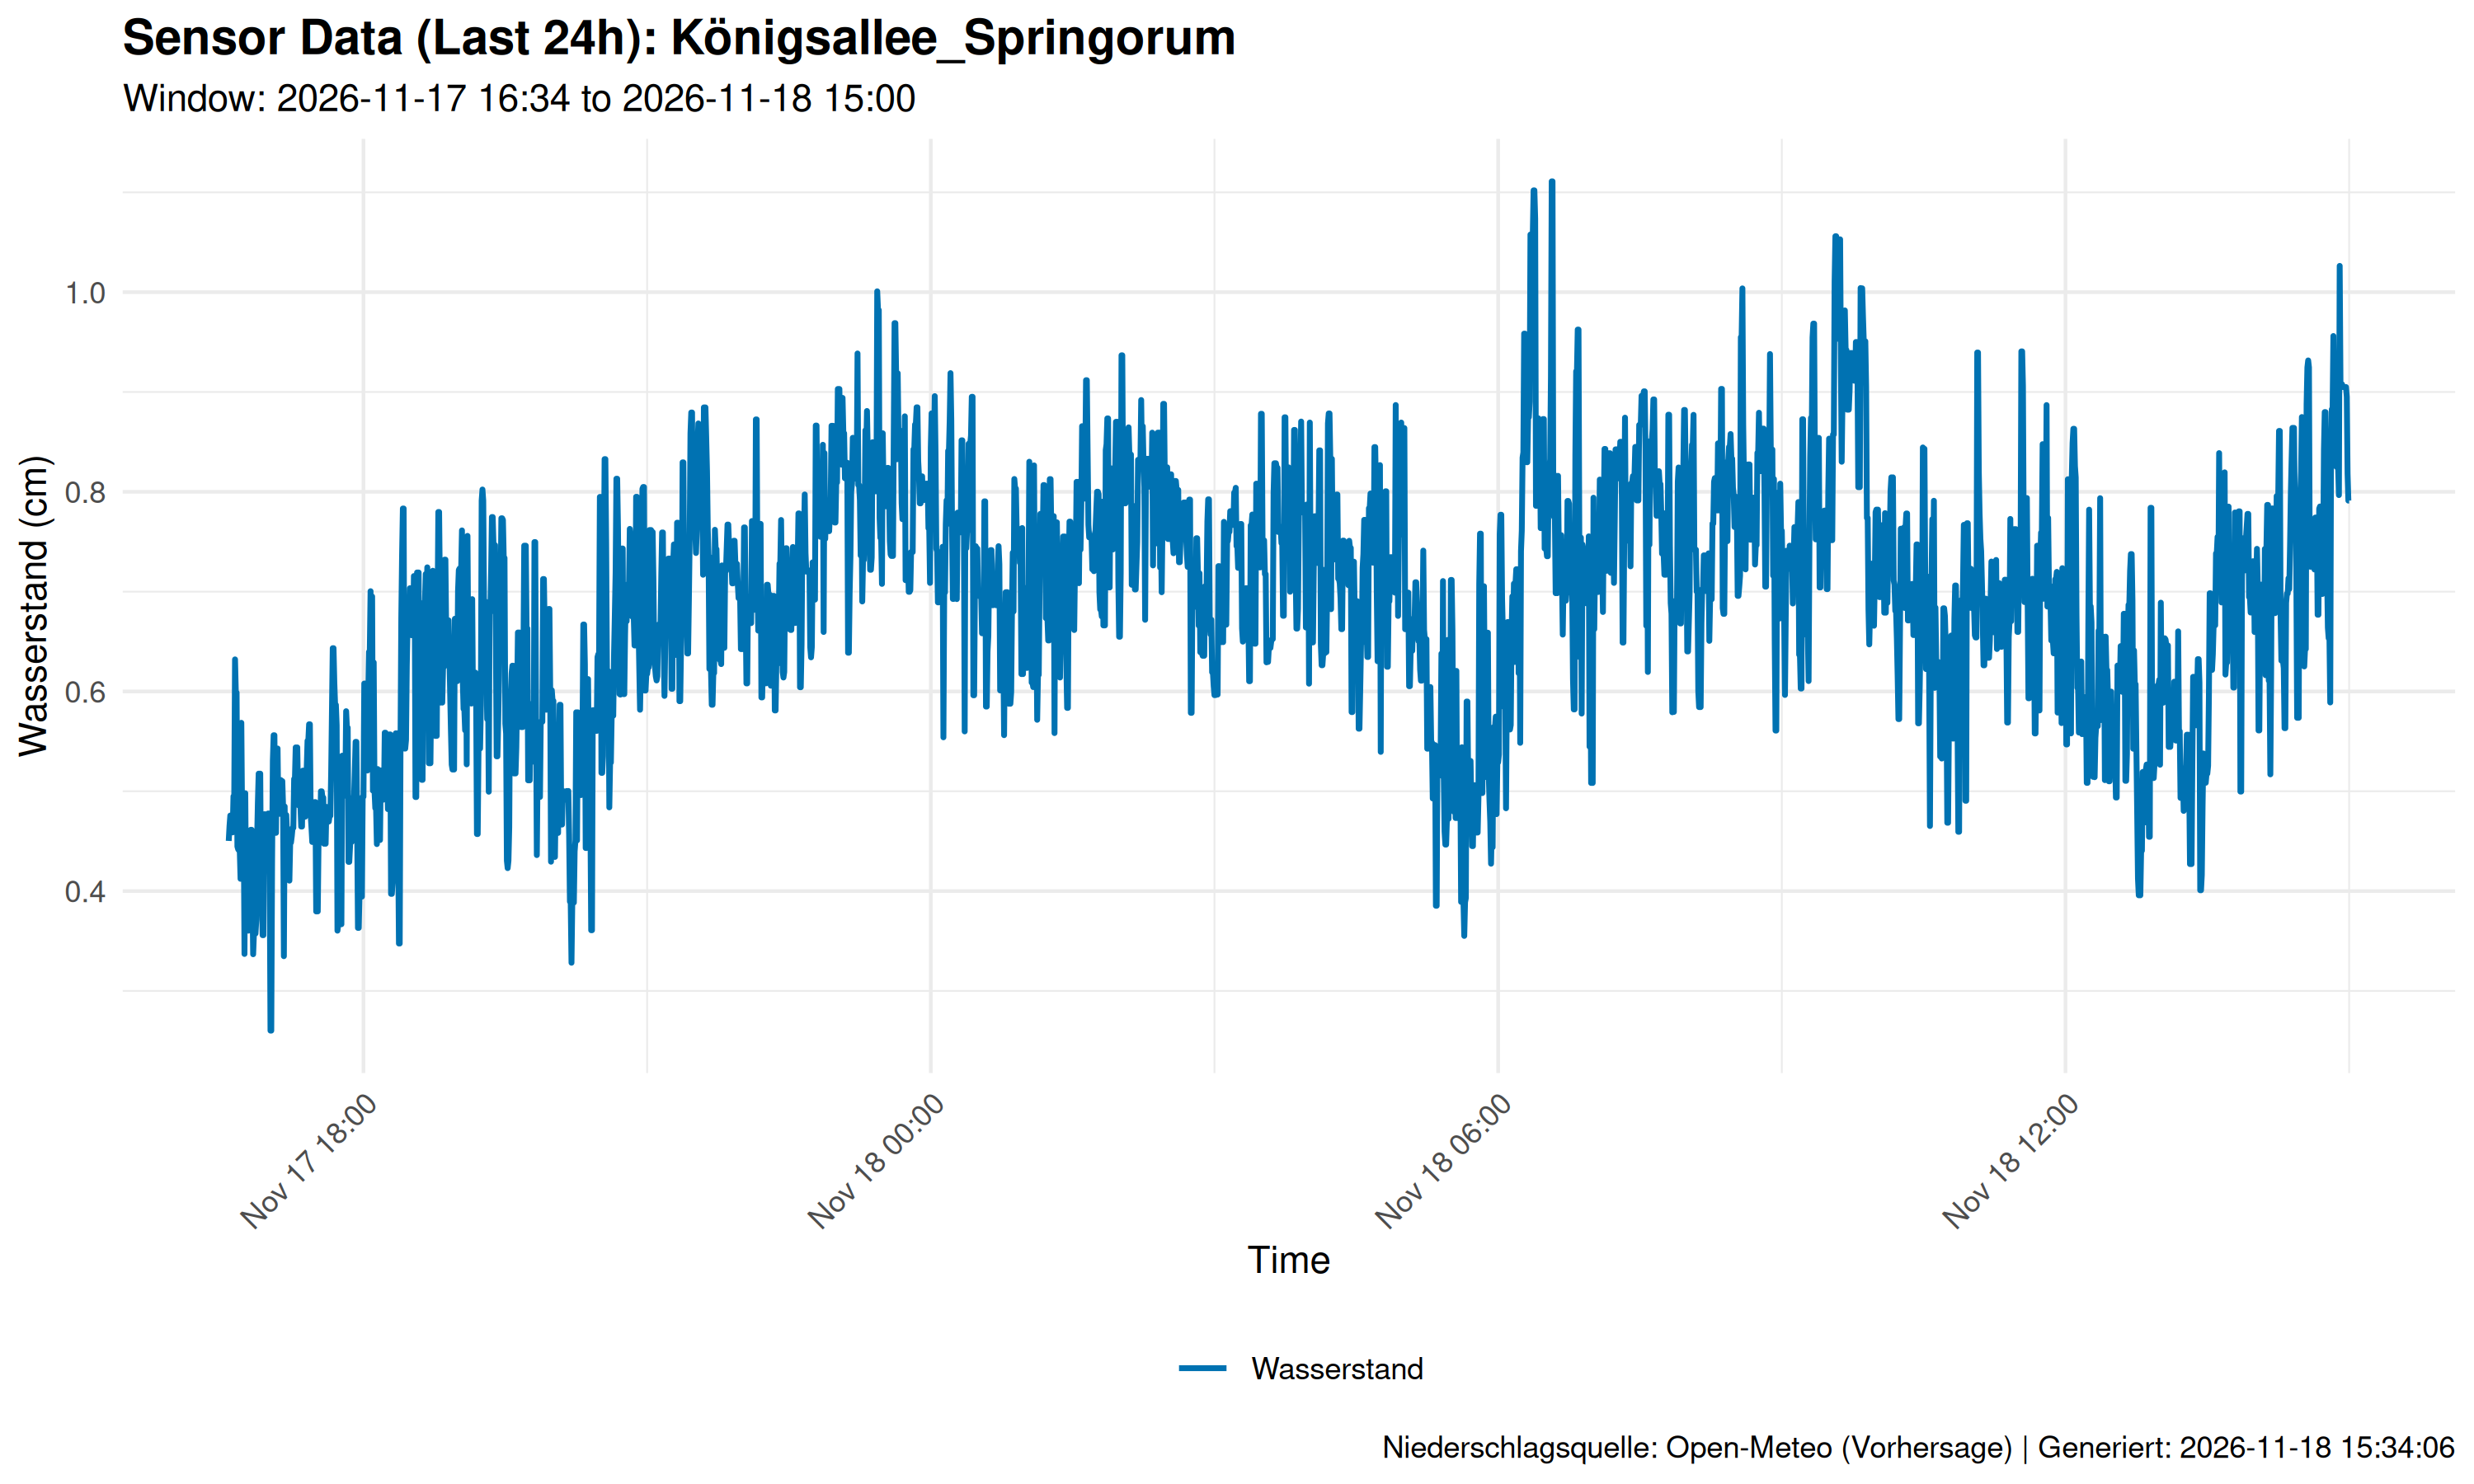 Sensor Data (Last 24h): Königsallee_Springorum
Window: 2026-11-17 16:34 to 2026-11-18 15:00
Wasserstand (cm)
1.0
0.8
0.6
0.4
Nov 17 18:00
Nov 18 00:00
Nov 18 06:00
Nov 18 12:00
Time
Wasserstand
Niederschlagsquelle: Open-Meteo (Vorhersage) | Generiert: 2026-11-18 15:34:06